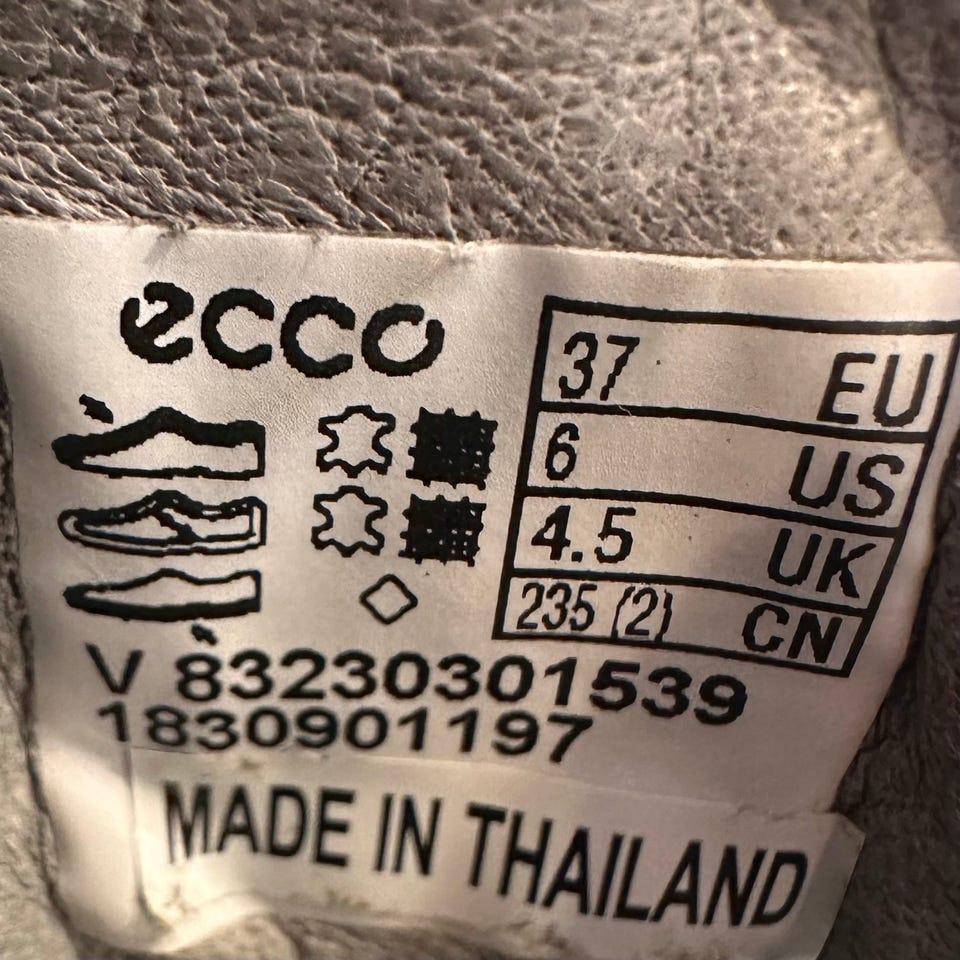 ecco
37 EU
6 US
4.5 UK
235 (2) CN
V 83230301539
1830901197
MADE IN THAILAND